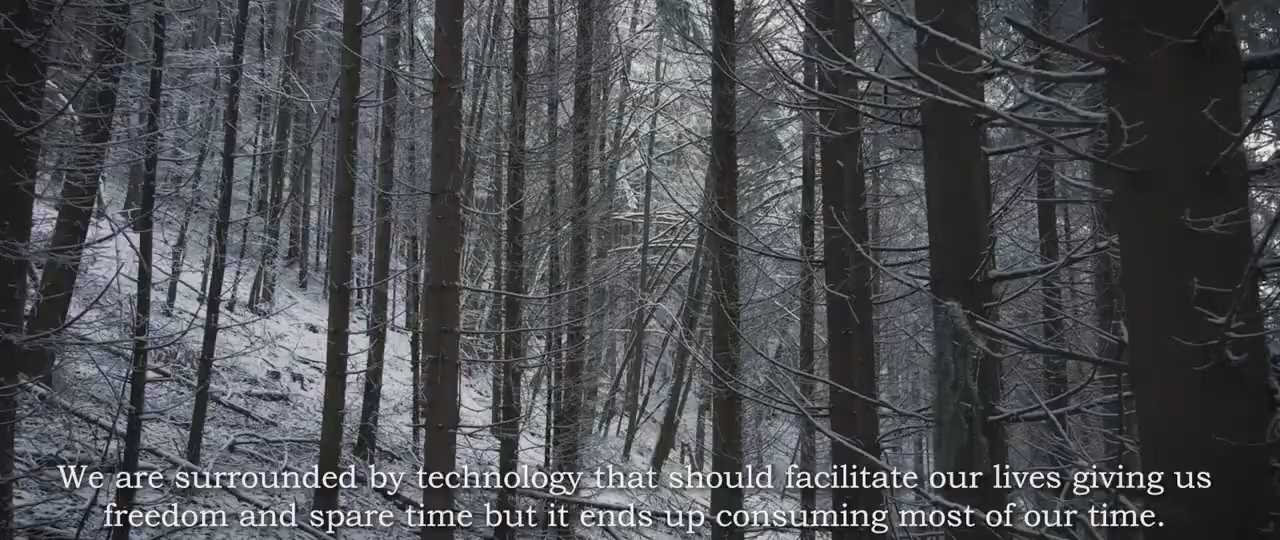 We are surrounded by technology that should facilitate our lives giving us
freedom and spare time but it ends up consuming most of our time.